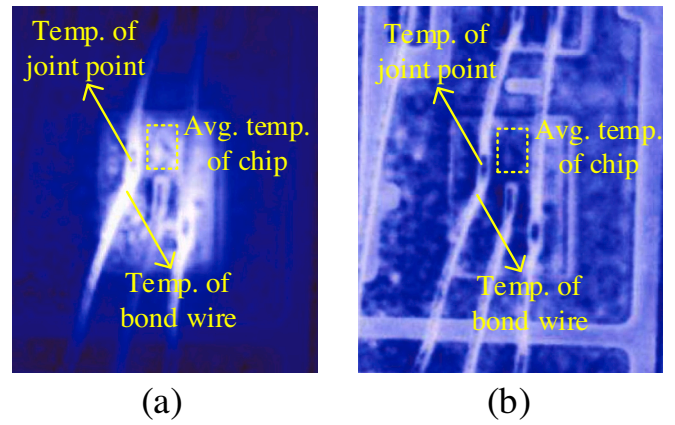 Temp. of
joint point
Avg. temp.
of chip
Temp. of
bond wire
(a)
Temp. of
joint point
Avg. temp.
of chip
Temp. of
bond wire
(b)